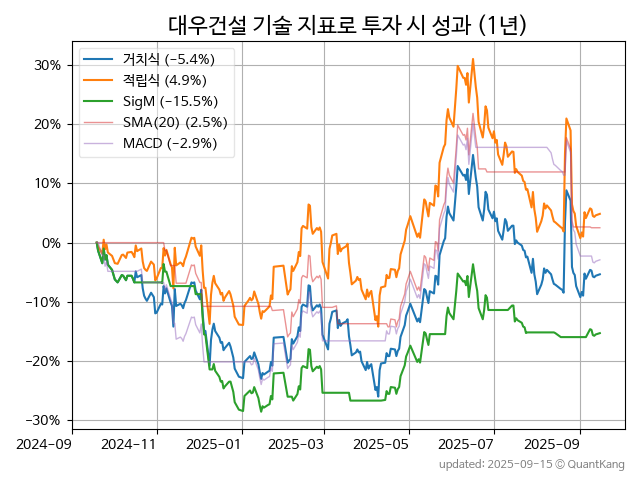 대우건설 기술 지표로 투자 시 성과 (1년)
거치식 (−5.4%)
적립식 (4.9%)
SigM (−15.5%)
SMA(20) (2.5%)
MACD (−2.9%)
30%
20%
10%
0%
−10%
−20%
−30%
2024-09 2024-11 2025-01 2025-03 2025-05 2025-07 2025-09
updated: 2025-09-15 © QuantKang